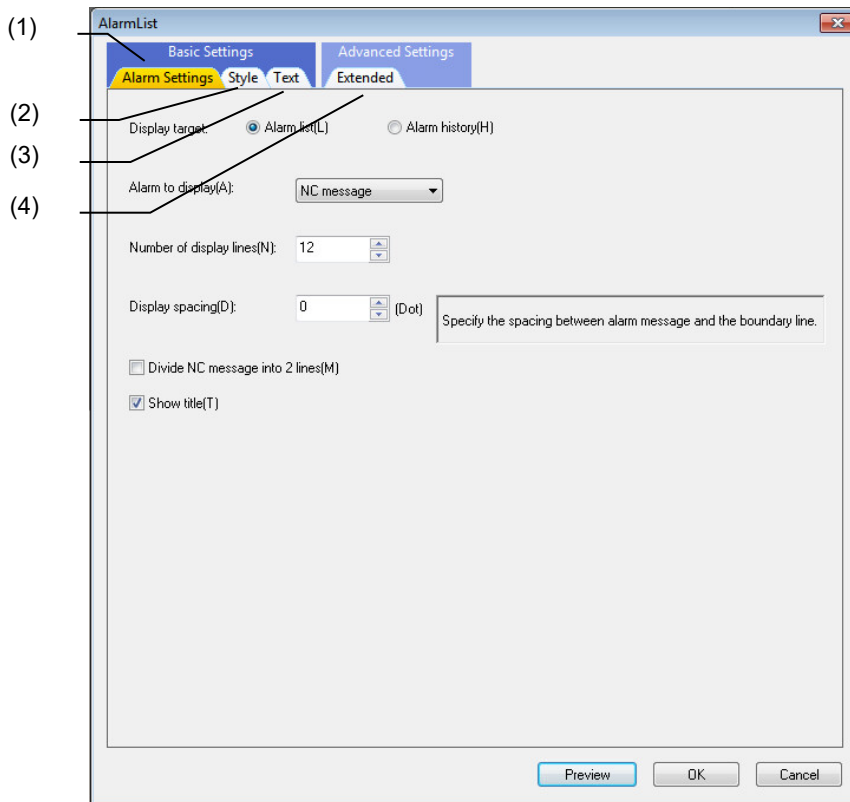 AlarmList
(1)
Basic Settings
Advanced Settings
Alarm Settings
Style
Text
Extended
(2)
Display target:
Alarm list(L)
Alarm history(H)
(3)
Alarm to display(A):
NC message
(4)
Number of display lines(N):
12
Display spacing(D):
0
(Dot)
Specify the spacing between alarm message and the boundary line.
Divide NC message into 2 lines(M)
Show title(T)
Preview
OK
Cancel